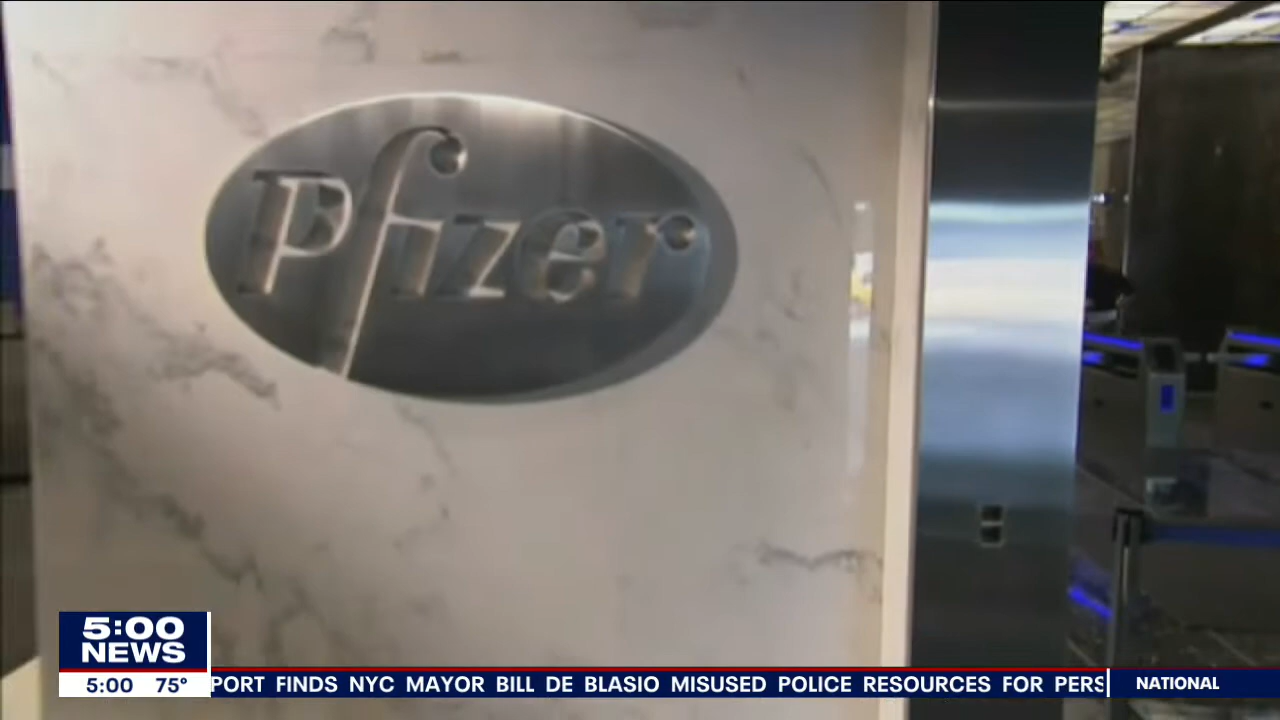 Pfizer
5:00
NEWS
5:00 75°
PORT FINDS NYC MAYOR BILL DE BLASIO MISUSED POLICE RESOURCES FOR PERS
NATIONAL